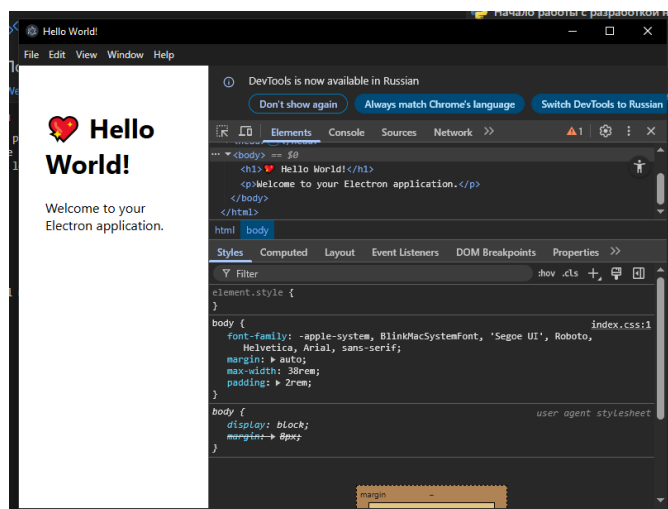 Начало работы с разработкой н
Hello World!
File Edit View Window Help
DevTools is now available in Russian
Don't show again Always match Chrome's language Switch DevTools to Russian
Elements Console Sources Network 1
💖 Hello
World!
Welcome to your
Electron application.
<body> == $0
<h1>💖 Hello World!</h1>
<p>Welcome to your Electron application.</p>
</body>
</html>
html body
Styles Computed Layout Event Listeners DOM Breakpoints Properties
Filter :hov .cls
element.style {
}
body { index.css:1
font-family: -apple-system, BlinkMacSystemFont, 'Segoe UI', Roboto,
Helvetica, Arial, sans-serif;
margin: auto;
max-width: 38rem;
padding: 2rem;
}
body { user agent stylesheet
display: block;
margin: 8px;
}
margin -